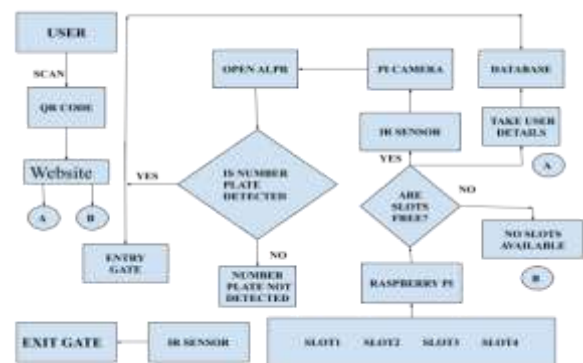 USER
SCAN
QR CODE
Website
A
B
OPEN ALPR
PI CAMERA
DATABASE
IR SENSOR
TAKE USER
DETAILS
A
YES
IS NUMBER
PLATE
DETECTED
YES
ARE
SLOTS
FREE?
NO
NO SLOTS
AVAILABLE
B
ENTRY
GATE
NO
NUMBER
PLATE NOT
DETECTED
RASPBERRY PI
EXIT GATE
IR SENSOR
SLOT1 SLOT2 SLOT3 SLOT4